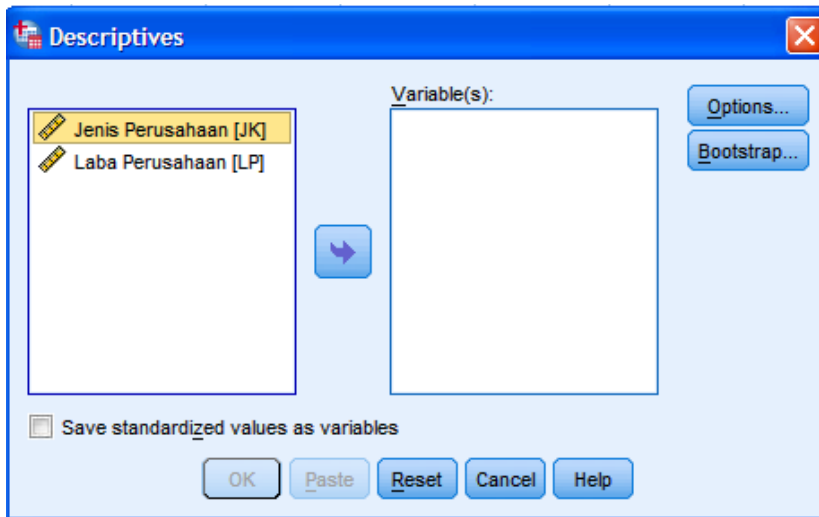 Descriptives
Variable(s):
Jenis Perusahaan [JK]
Laba Perusahaan [LP]
Options...
Bootstrap...
Save standardized values as variables
OK
Paste
Reset
Cancel
Help